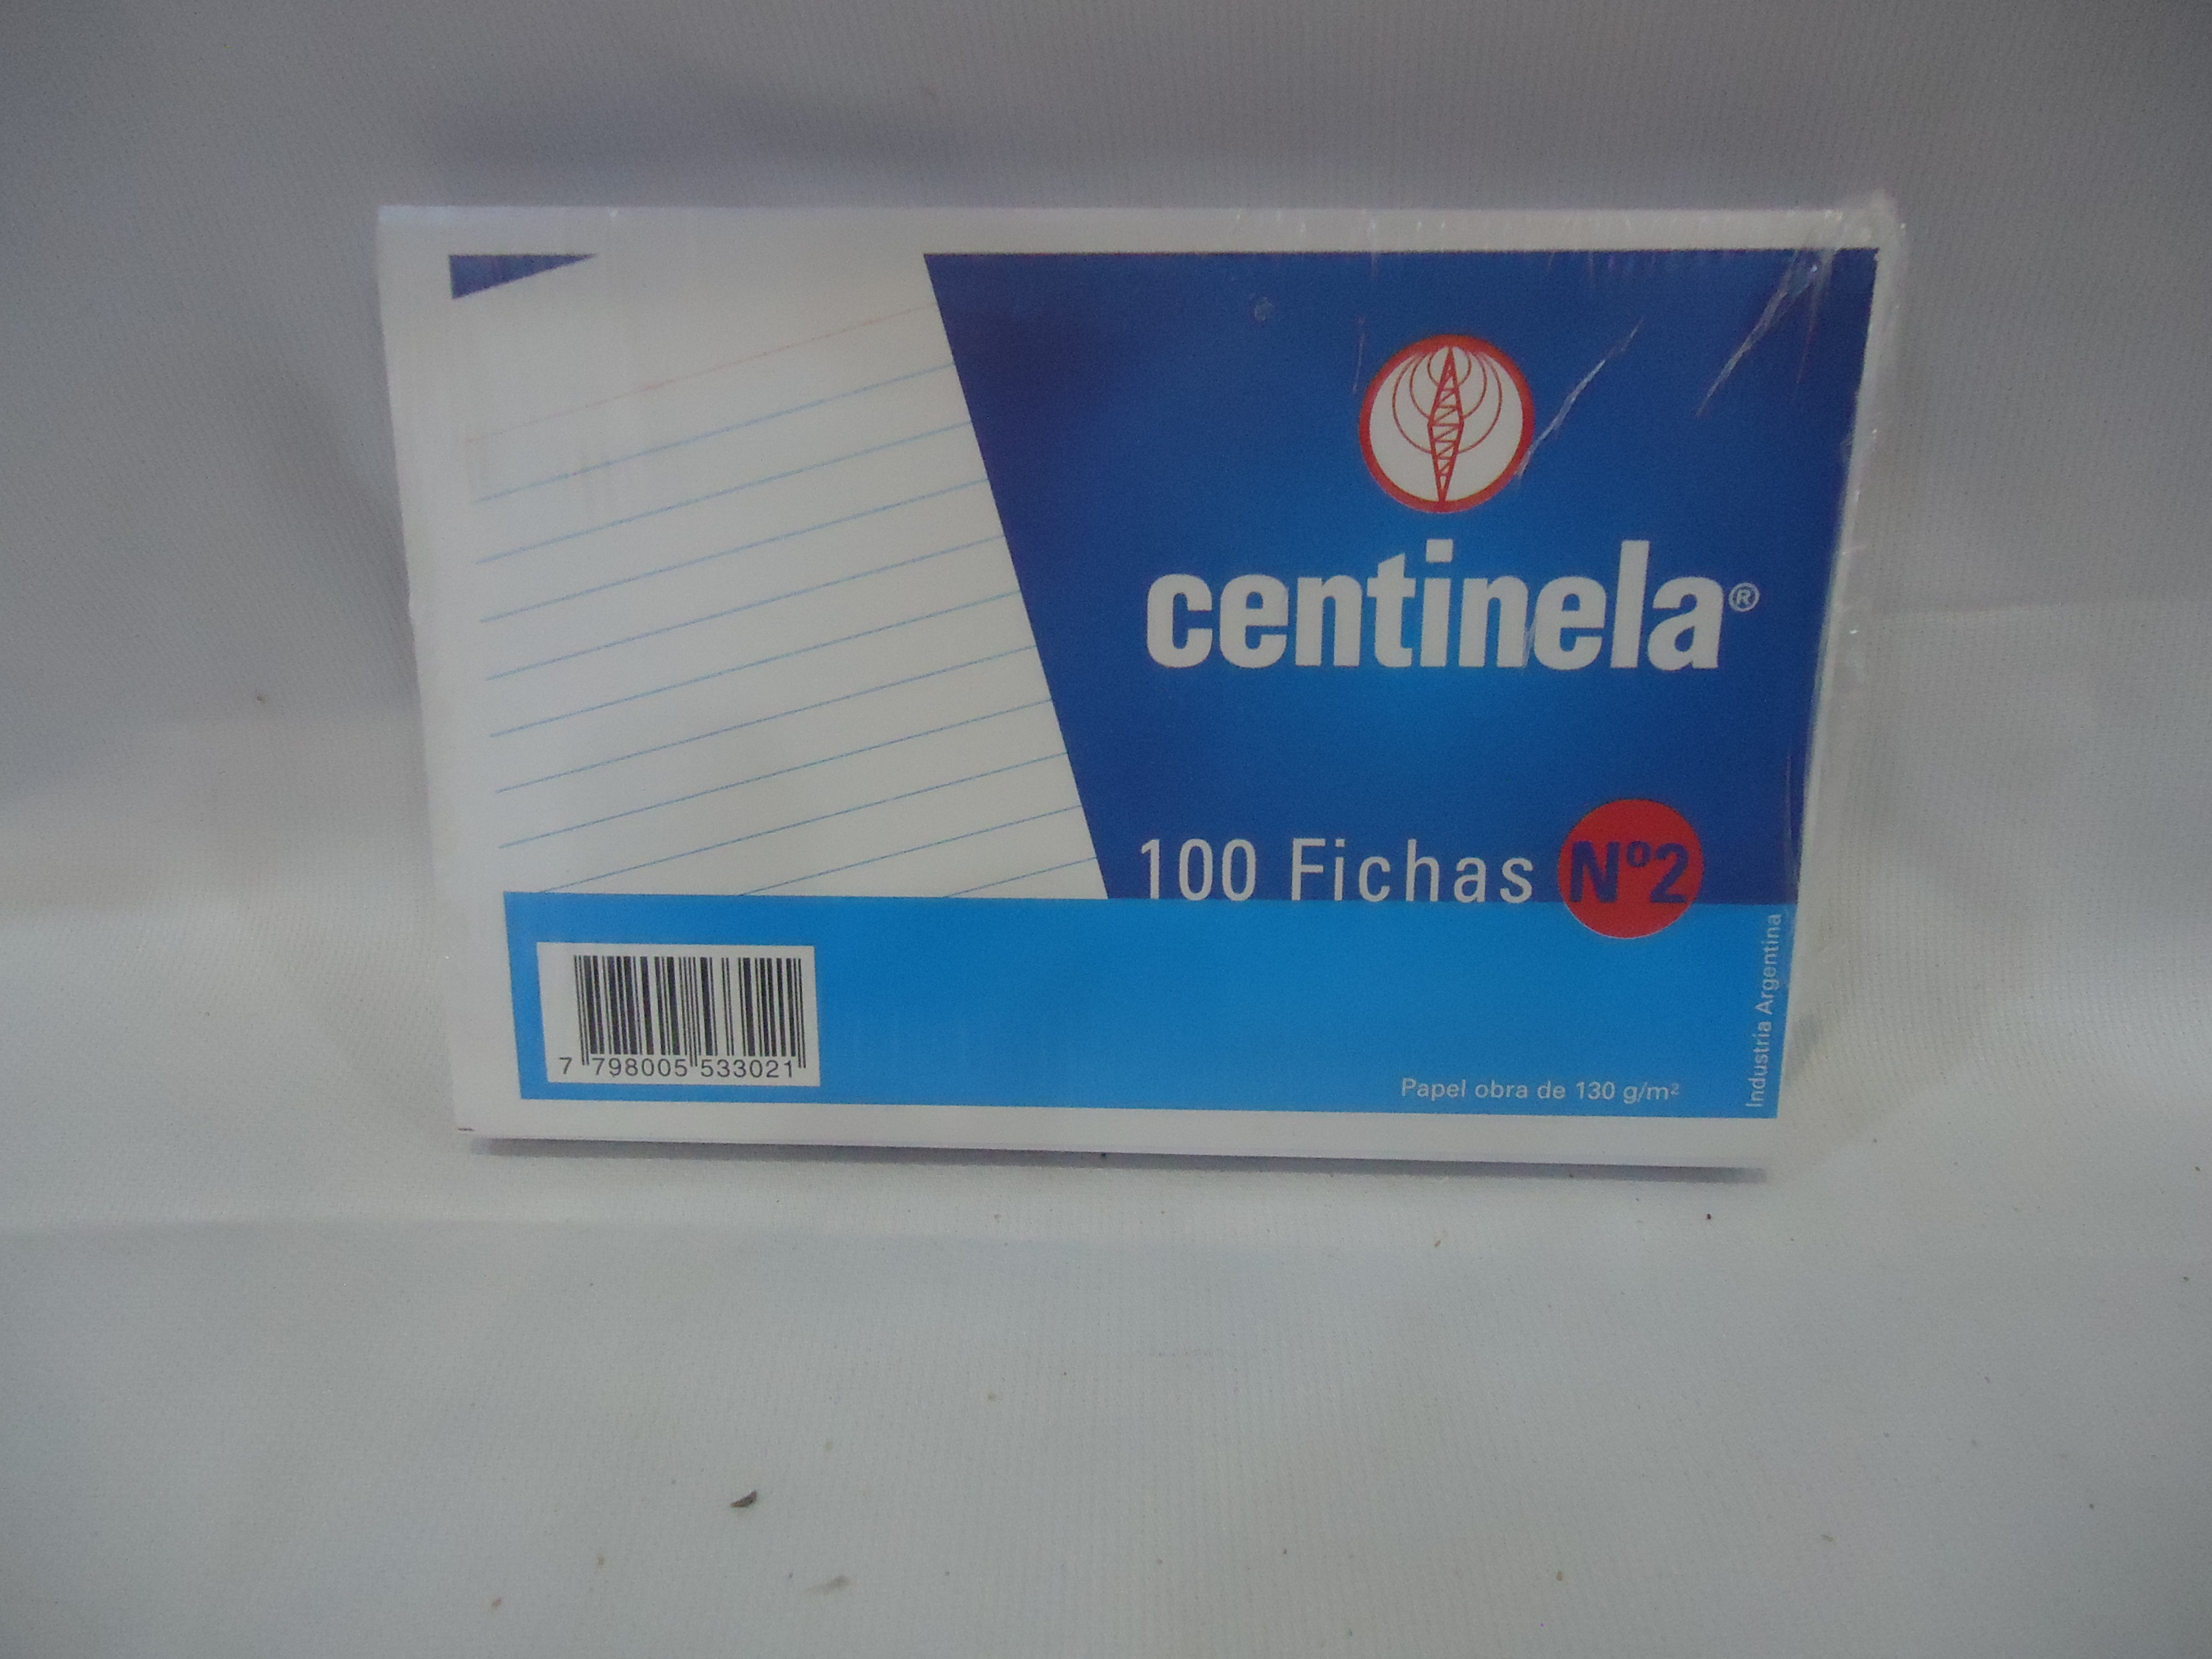 centinela®
100 Fichas Nº2
7 798005 533021
Papel obra de 130 g/m²
Industria Argentina